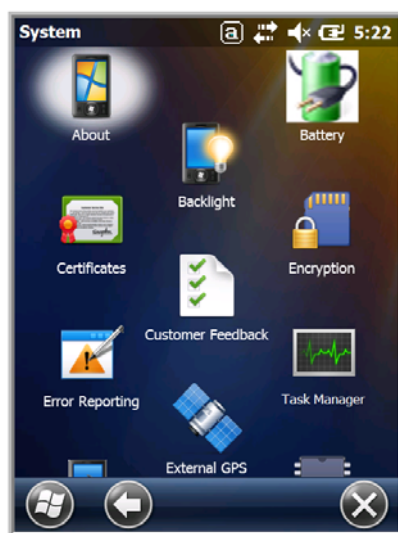 System a 5:22
About
Battery
Backlight
Certificates
Encryption
Customer Feedback
Error Reporting
Task Manager
External GPS